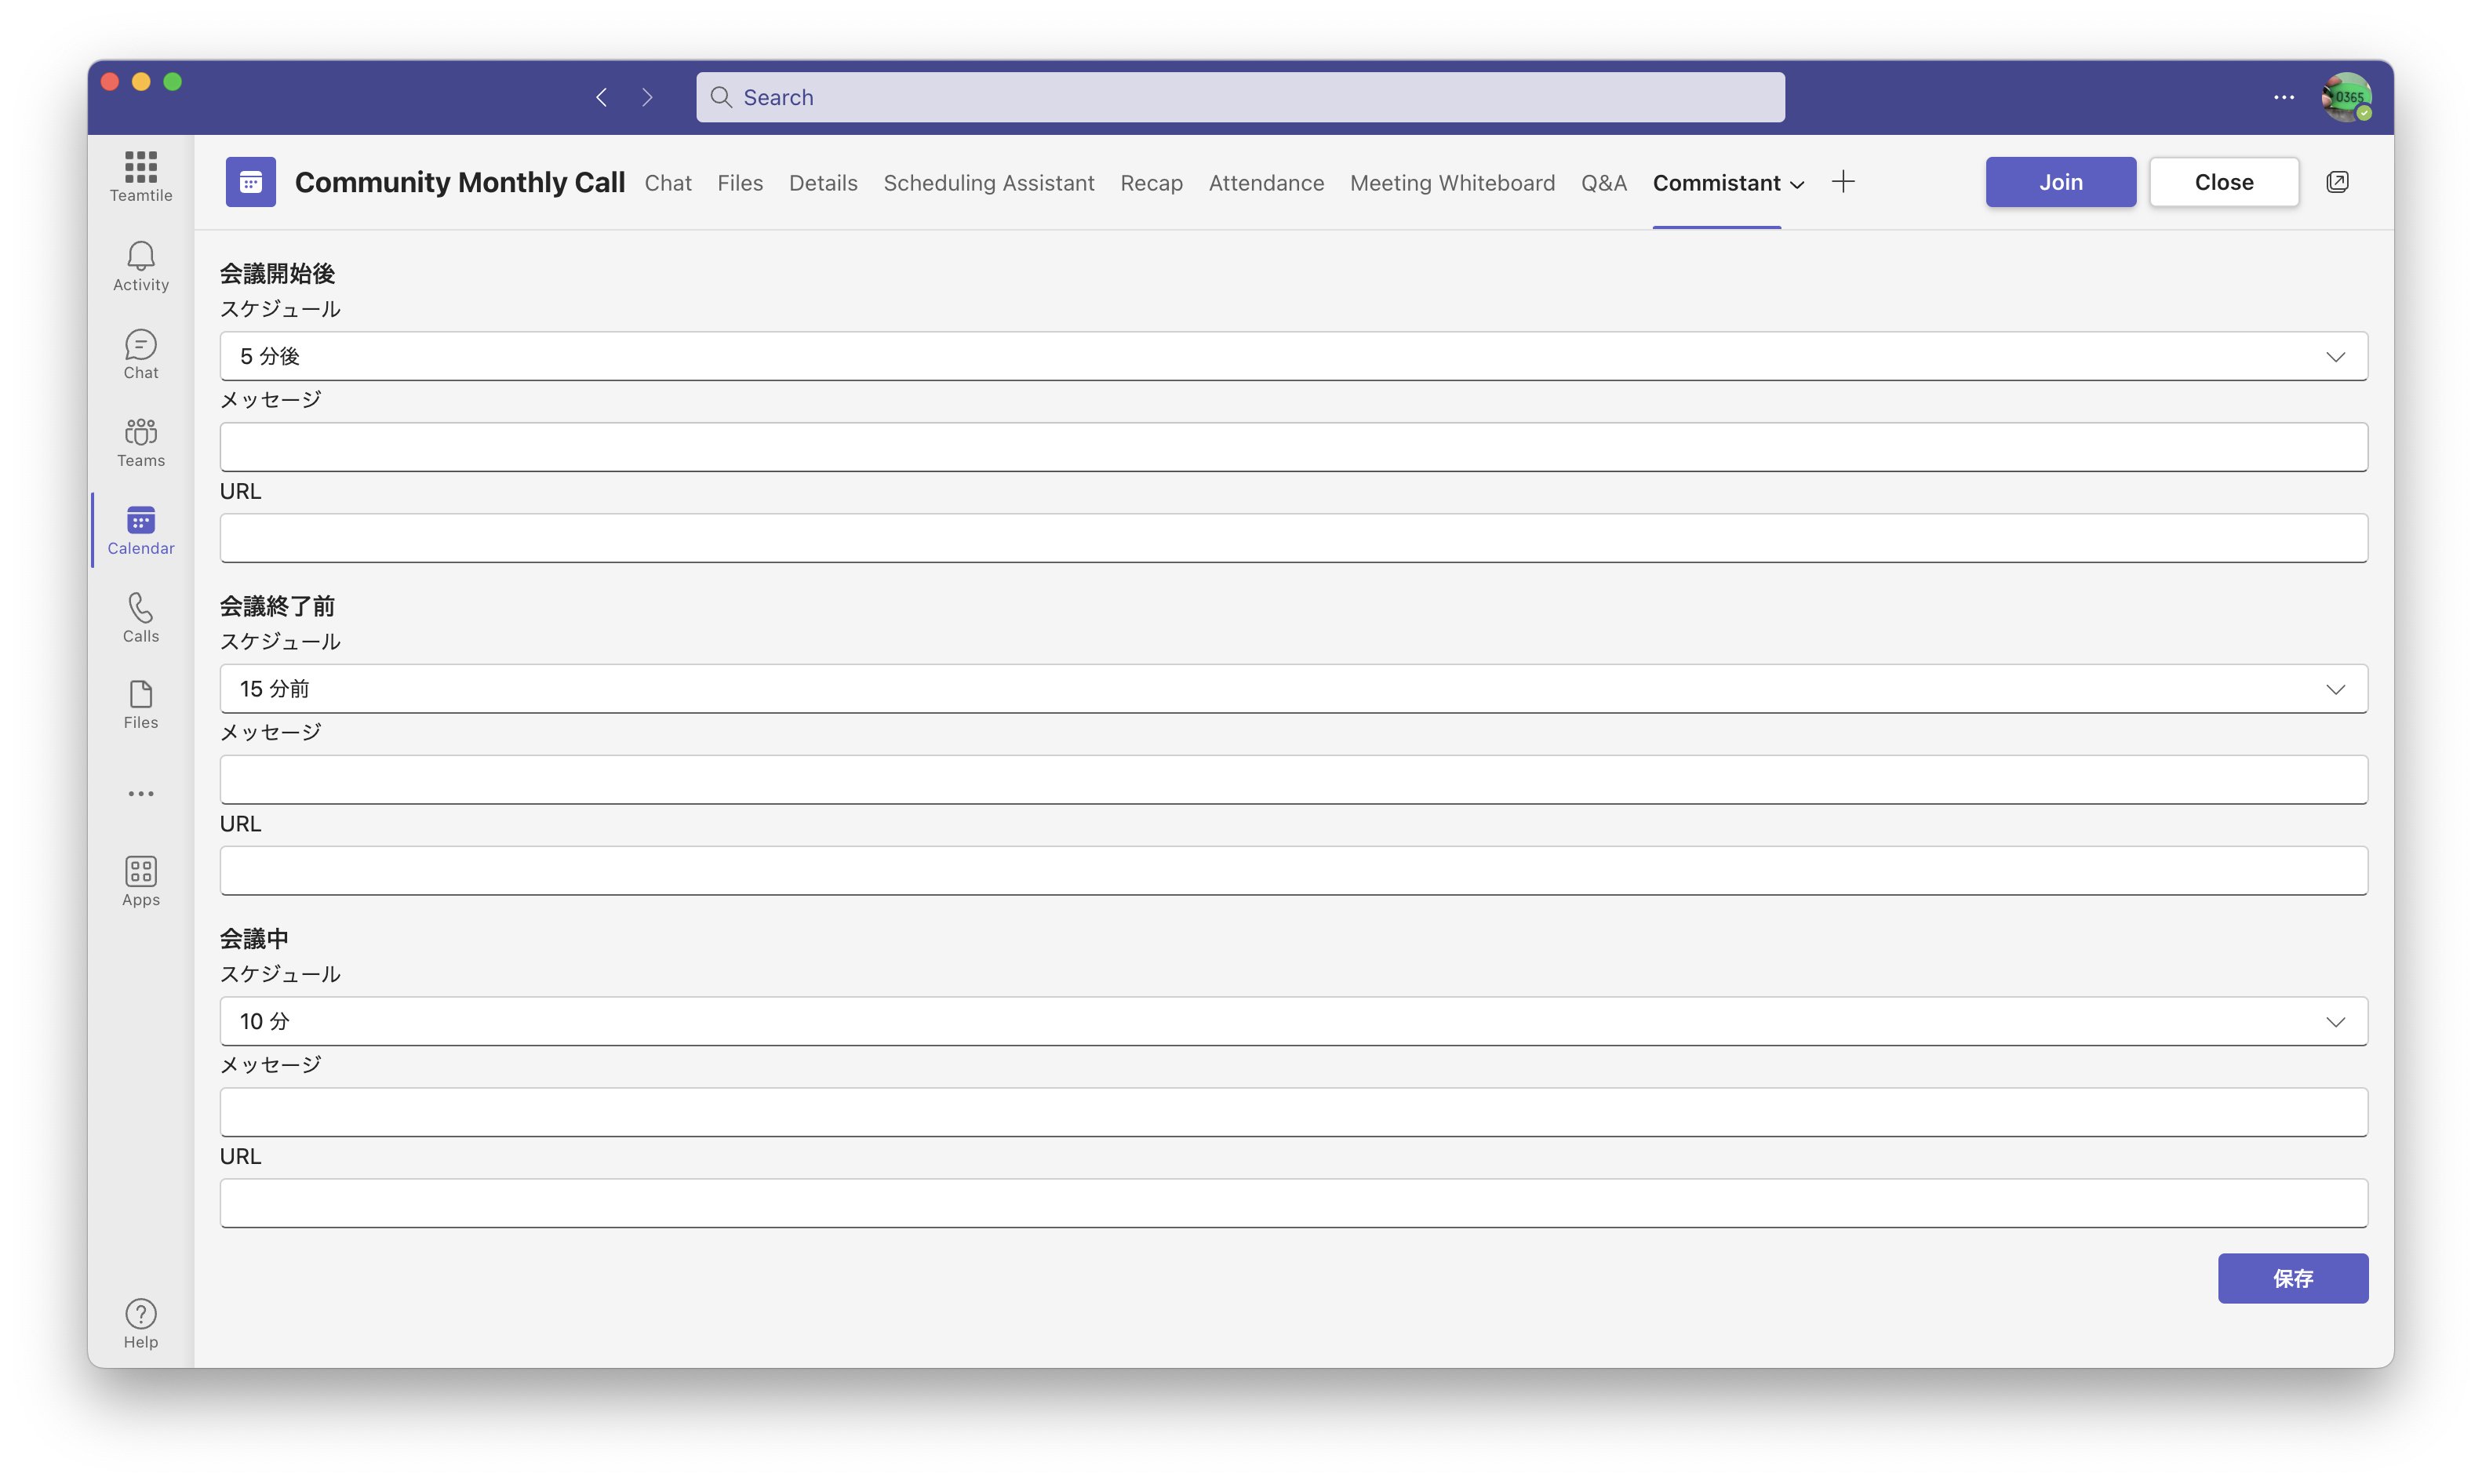 Search
0365
Teamtile
Activity
Chat
Teams
Calendar
Calls
Files
Apps
Help
Community Monthly Call Chat Files Details Scheduling Assistant Recap Attendance Meeting Whiteboard Q&A Commistant
Join Close
会議開始後
スケジュール
5 分後
メッセージ
URL
会議終了前
スケジュール
15 分前
メッセージ
URL
会議中
スケジュール
10 分
メッセージ
URL
保存